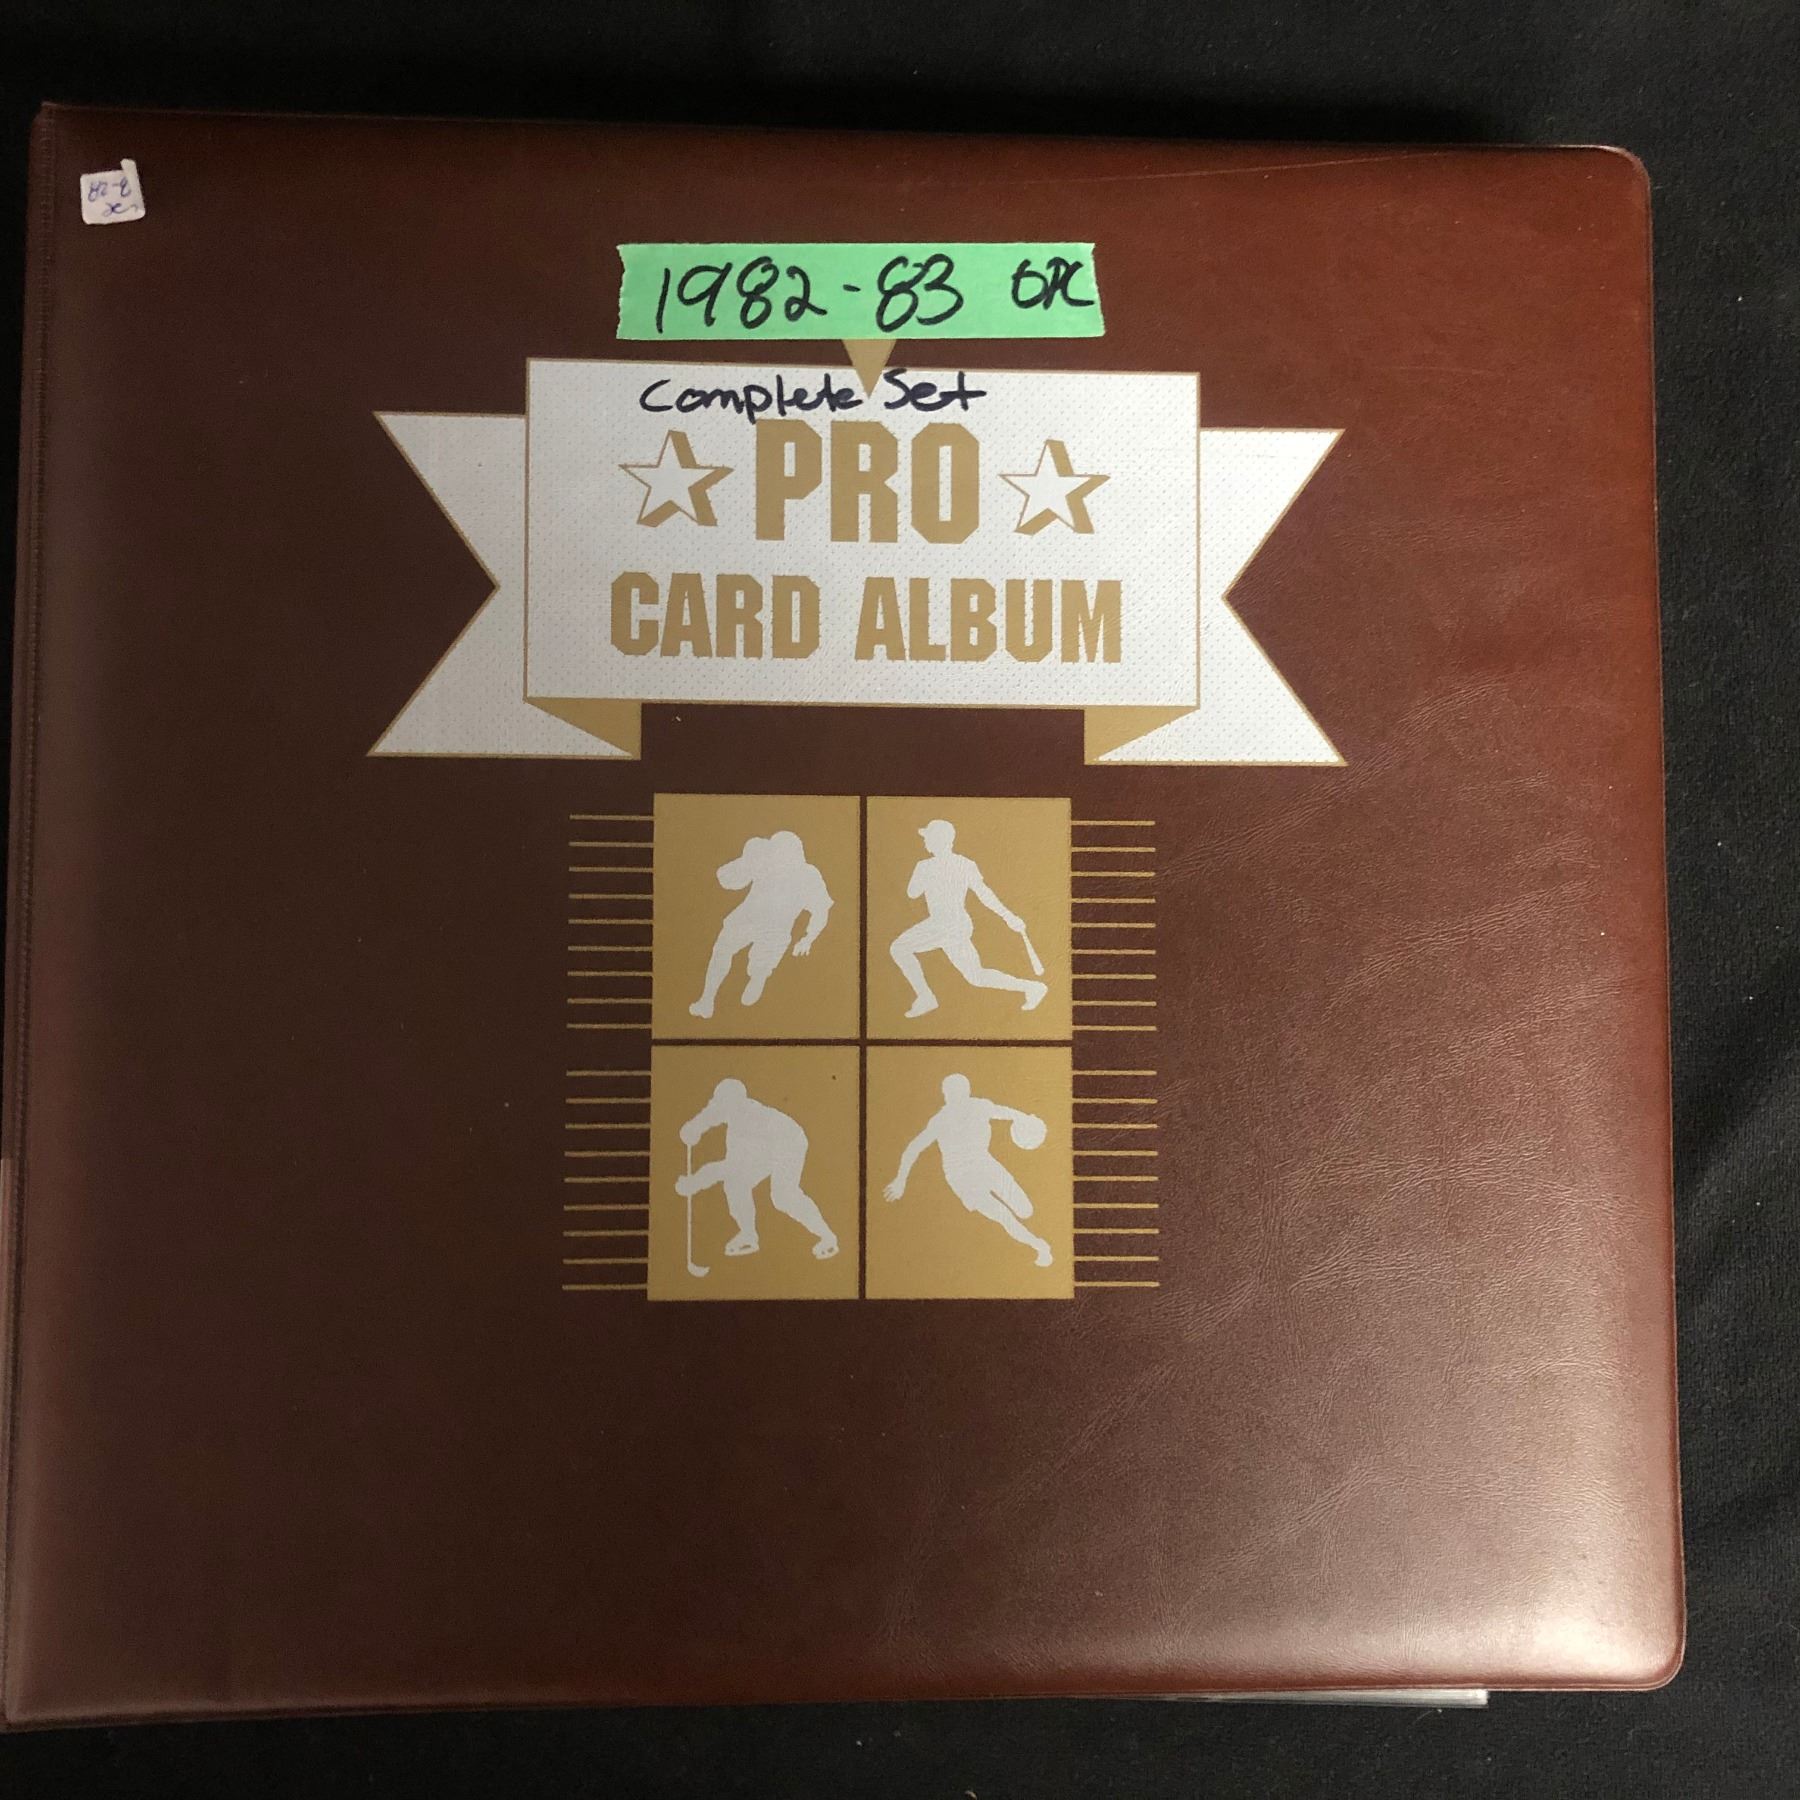 1982-83 OPC
Complete Set
PRO
CARD ALBUM